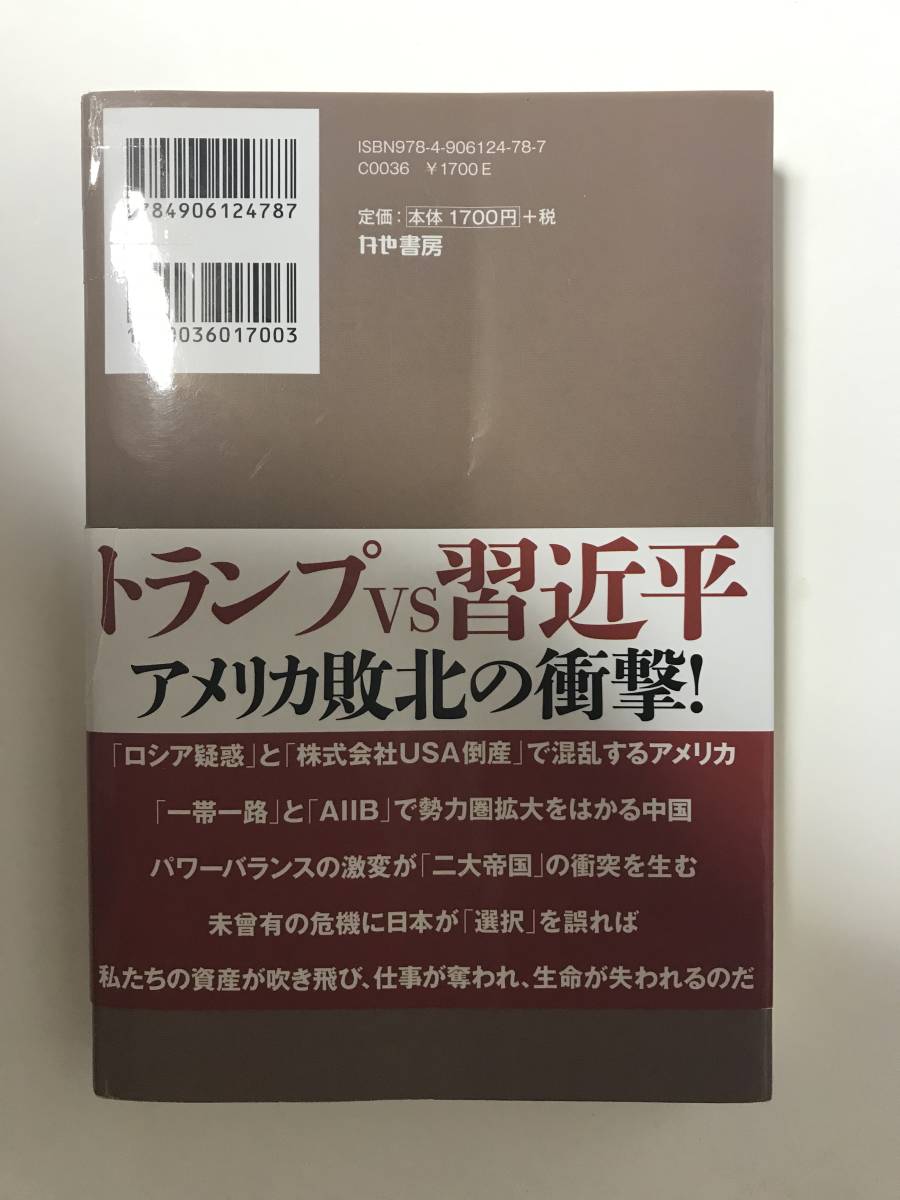 ISBN978-4-906124-78-7
C0036 ￥1700E
定価：本体 1700円＋税
かや書房
784906124787
036017003
トランプvs習近平
アメリカ敗北の衝撃！
「ロシア疑惑」と「株式会社USA倒産」で混乱するアメリカ
「一帯一路」と「AIIB」で勢力圏拡大をはかる中国
パワーバランスの激変が「二大帝国」の衝突を生む
未曾有の危機に日本が「選択」を誤れば
私たちの資産が吹き飛び、仕事が奪われ、生命が失われるのだ